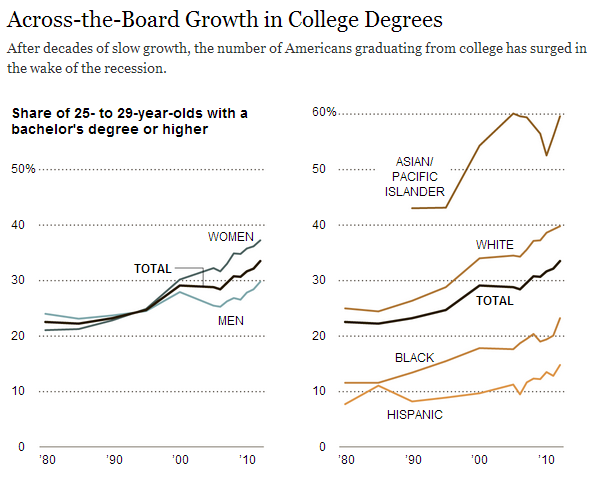 Across-the-Board Growth in College Degrees
After decades of slow growth, the number of Americans graduating from college has surged in
the wake of the recession.
Share of 25- to 29-year-olds with a
bachelor's degree or higher
50%
40
30
20
10
0
'80
'90
'00
'10
WOMEN
TOTAL
MEN
60%
50
40
30
20
10
0
'80
'90
'00
'10
ASIAN/
PACIFIC
ISLANDER
WHITE
TOTAL
BLACK
HISPANIC